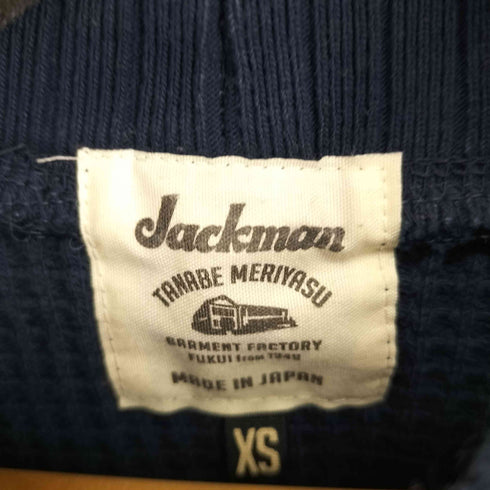 Jackman
TANABE MERIYASU
GARMENT FACTORY
FUKUI from 1949
MADE IN JAPAN
XS